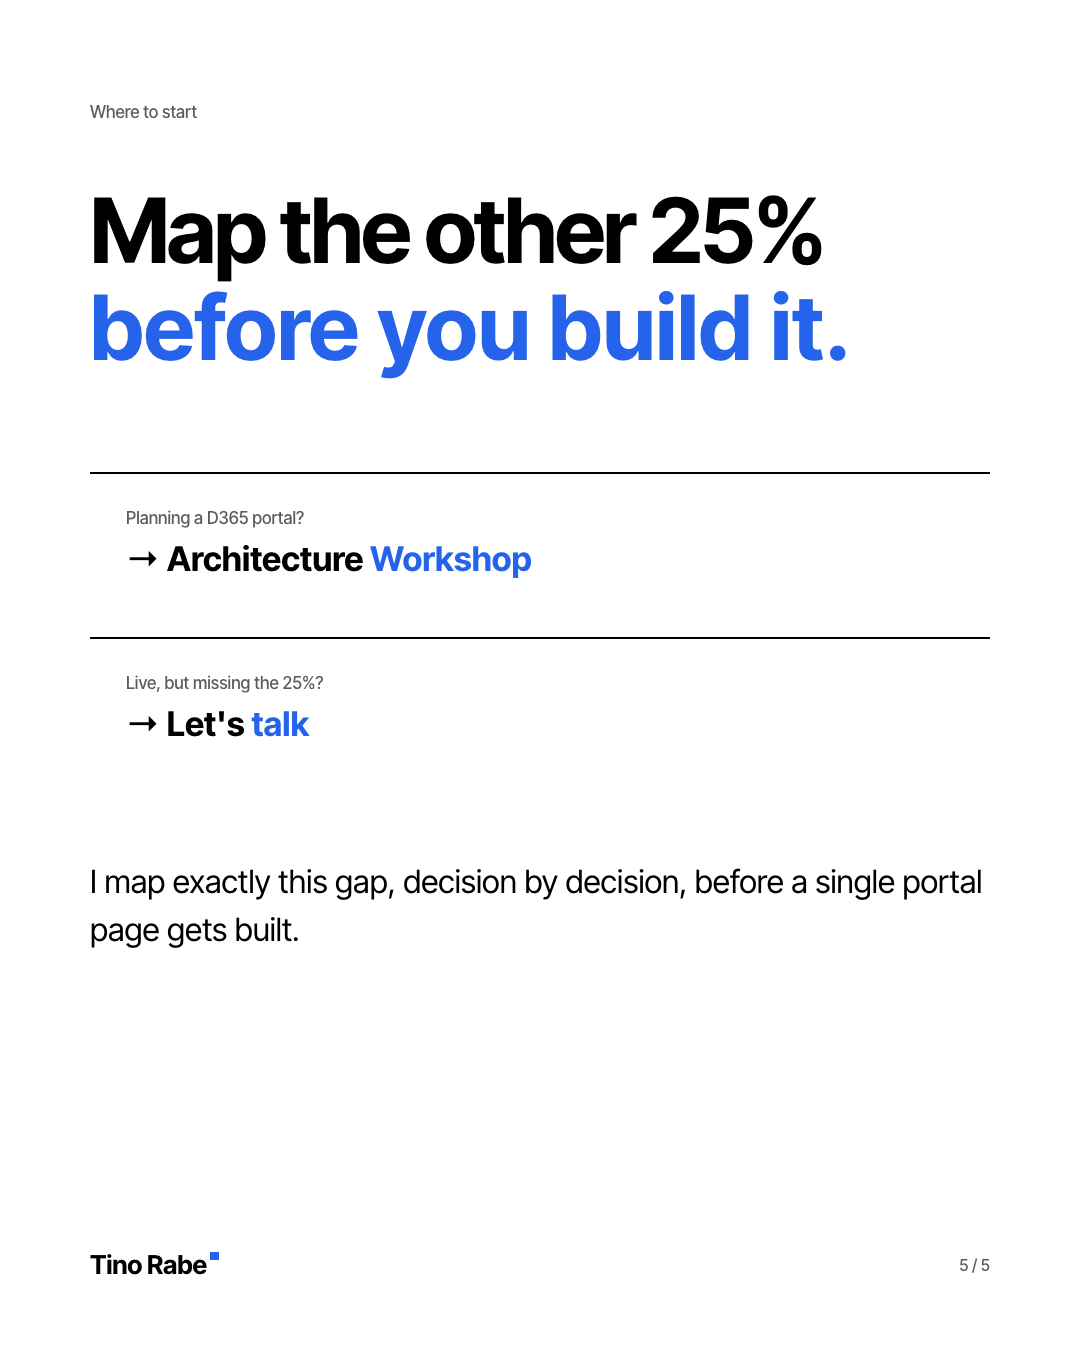 Where to start
Map the other 25%
before you build it.
Planning a D365 portal?
→ Architecture Workshop
Live, but missing the 25%?
→ Let's talk
I map exactly this gap, decision by decision, before a single portal
page gets built.
Tino Rabe
5 / 5